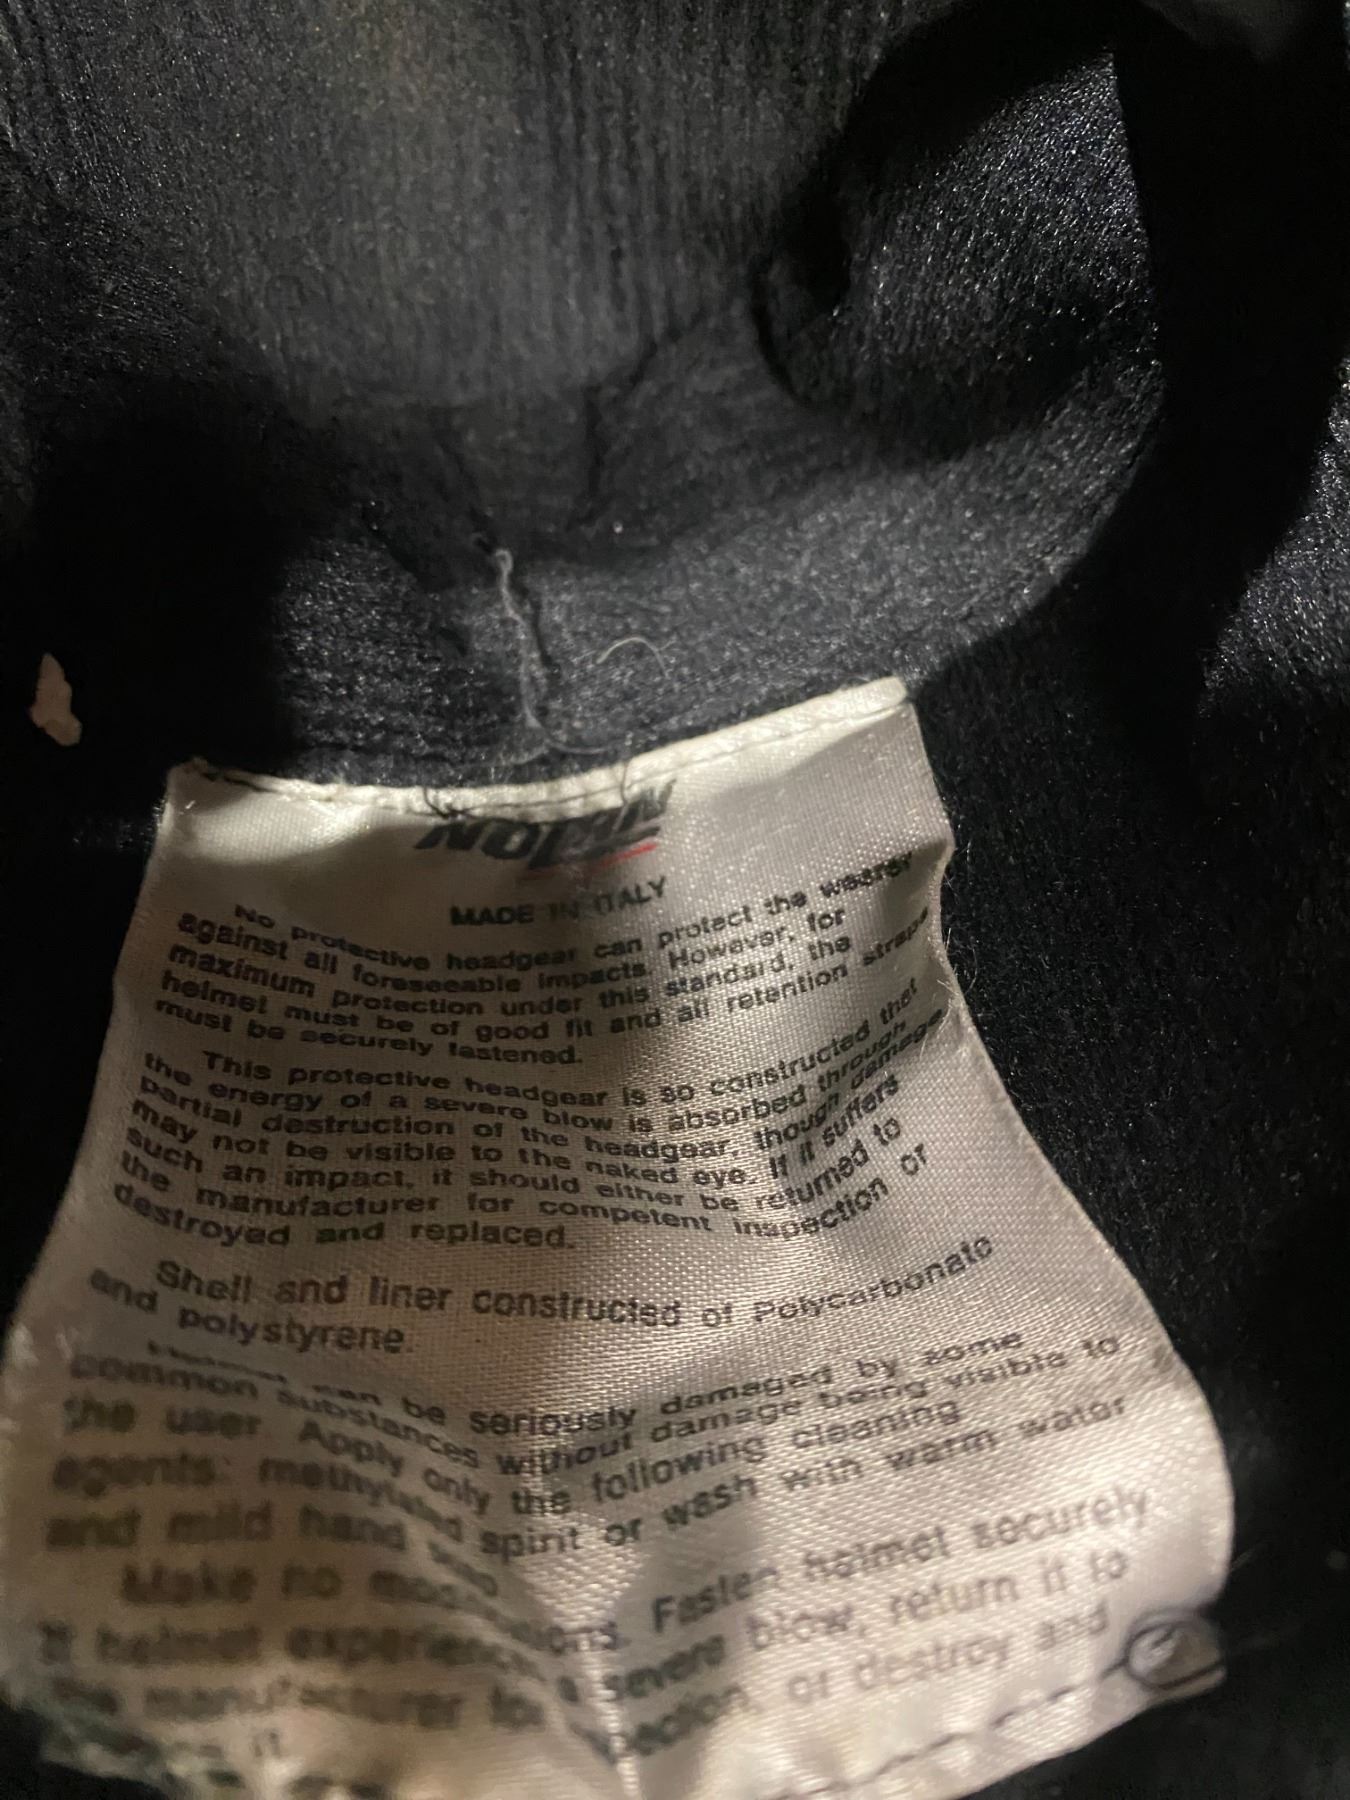 NOLAN
MADE IN ITALY
No protective headgear can protect the wearer
against all foreseeable impacts. However, for
maximum protection under this standard, the
helmet must be of good fit and all retention straps
must be securely fastened.
This protective headgear is so constructed that
the energy of a severe blow is absorbed through
partial destruction of the headgear, though damage
may not be visible to the naked eye. If it suffers
such an impact, it should either be returned to
the manufacturer for competent inspection or
destroyed and replaced.
Shell and liner constructed of Polycarbonate
and polystyrene.
can be seriously damaged by some
common substances without damage being visible to
the user. Apply only the following cleaning
agents: methylated spirit or wash with warm water
and mild hand
Make no Fasten helmet securely
If helmet experiences a severe blow, return it to
the manufacturer for or destroy and
it